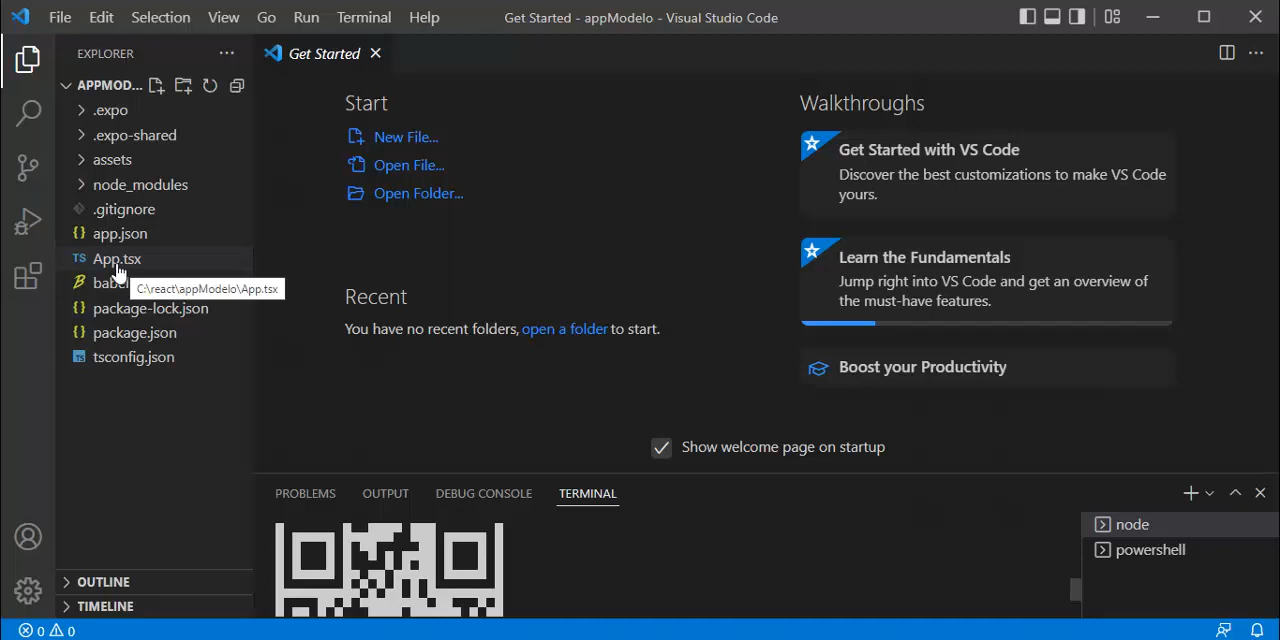 File Edit Selection View Go Run Terminal Help
Get Started - appModelo - Visual Studio Code
EXPLORER
APPMOD...
.expo
.expo-shared
assets
node_modules
.gitignore
{} app.json
TS App.tsx
C:\react\appModelo\App.tsx
{} package-lock.json
{} package.json
TS tsconfig.json
OUTLINE
TIMELINE
Get Started
Start
New File...
Open File...
Open Folder...
Recent
You have no recent folders, open a folder to start.
Walkthroughs
Get Started with VS Code
Discover the best customizations to make VS Code
yours.
Learn the Fundamentals
Jump right into VS Code and get an overview of
the must-have features.
Boost your Productivity
Show welcome page on startup
PROBLEMS OUTPUT DEBUG CONSOLE TERMINAL
node
powershell
0 0